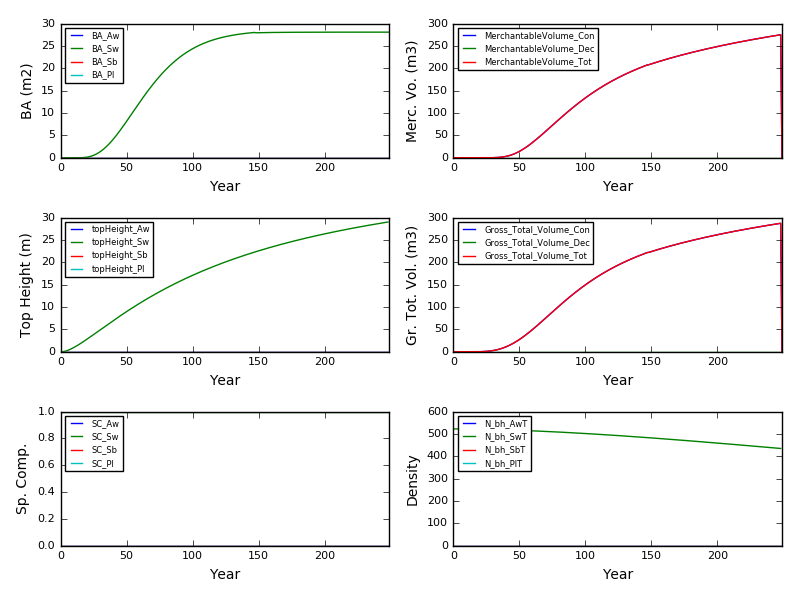 30
25
20
15
10
5
0
BA (m2)
BA_Aw
BA_Sw
BA_Sb
BA_Pl
0 50 100 150 200
Year
300
250
200
150
100
50
0
Merc. Vo. (m3)
MerchantableVolume_Con
MerchantableVolume_Dec
MerchantableVolume_Tot
0 50 100 150 200
Year
30
25
20
15
10
5
0
Top Height (m)
topHeight_Aw
topHeight_Sw
topHeight_Sb
topHeight_Pl
0 50 100 150 200
Year
300
250
200
150
100
50
0
Gr. Tot. Vol. (m3)
Gross_Total_Volume_Con
Gross_Total_Volume_Dec
Gross_Total_Volume_Tot
0 50 100 150 200
Year
1.0
0.8
0.6
0.4
0.2
0.0
Sp. Comp.
SC_Aw
SC_Sw
SC_Sb
SC_Pl
0 50 100 150 200
Year
600
500
400
300
200
100
0
Density
N_bh_AwT
N_bh_SwT
N_bh_SbT
N_bh_PlT
0 50 100 150 200
Year